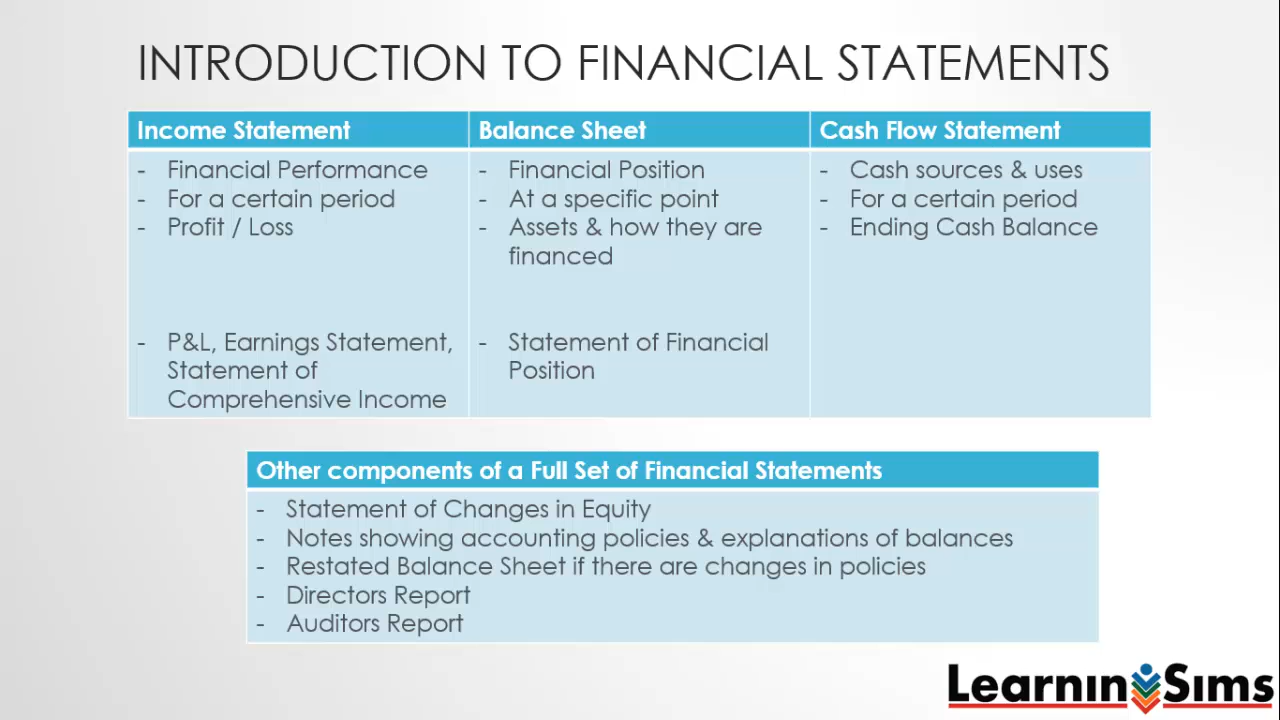 INTRODUCTION TO FINANCIAL STATEMENTS
Income Statement
- Financial Performance
- For a certain period
- Profit / Loss
- P&L, Earnings Statement,
Statement of
Comprehensive Income
Balance Sheet
- Financial Position
- At a specific point
- Assets & how they are
financed
- Statement of Financial
Position
Cash Flow Statement
- Cash sources & uses
- For a certain period
- Ending Cash Balance
Other components of a Full Set of Financial Statements
- Statement of Changes in Equity
- Notes showing accounting policies & explanations of balances
- Restated Balance Sheet if there are changes in policies
- Directors Report
- Auditors Report
Learnin Sims